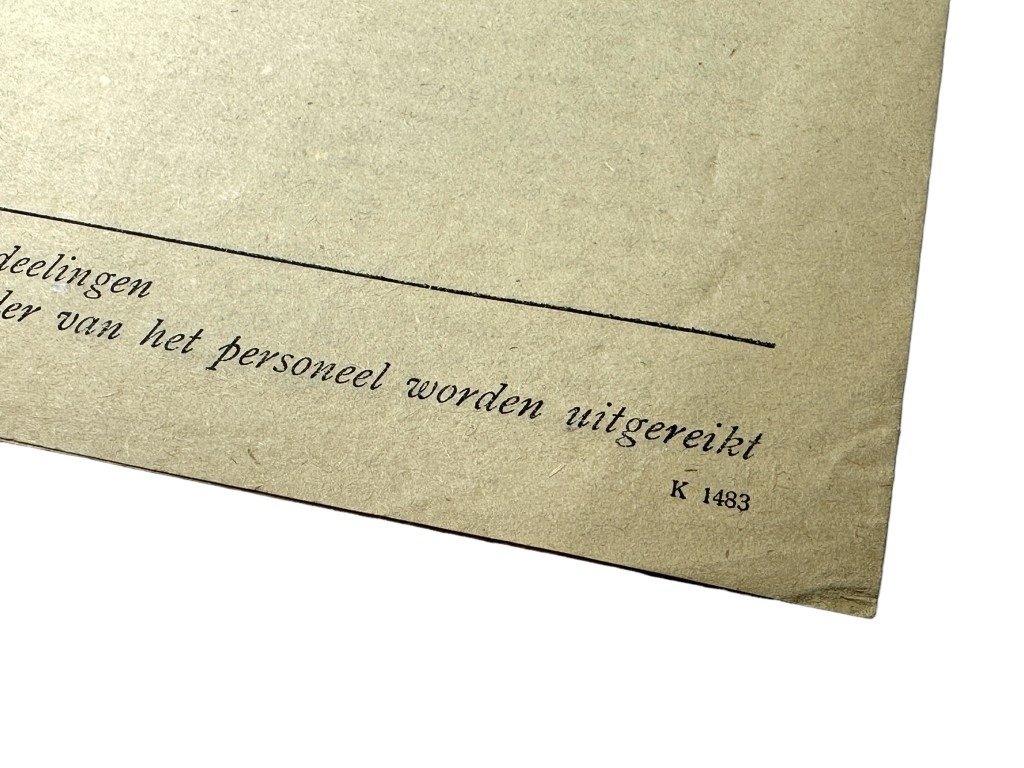 deelingen
der van het personeel worden uitgereikt
K 1483